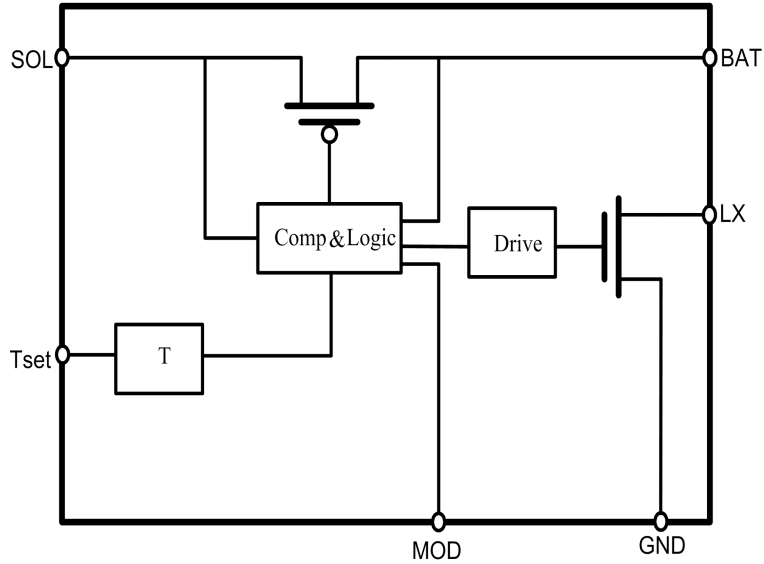 SOL
BAT
LX
Comp&Logic
Drive
Tset
T
MOD
GND